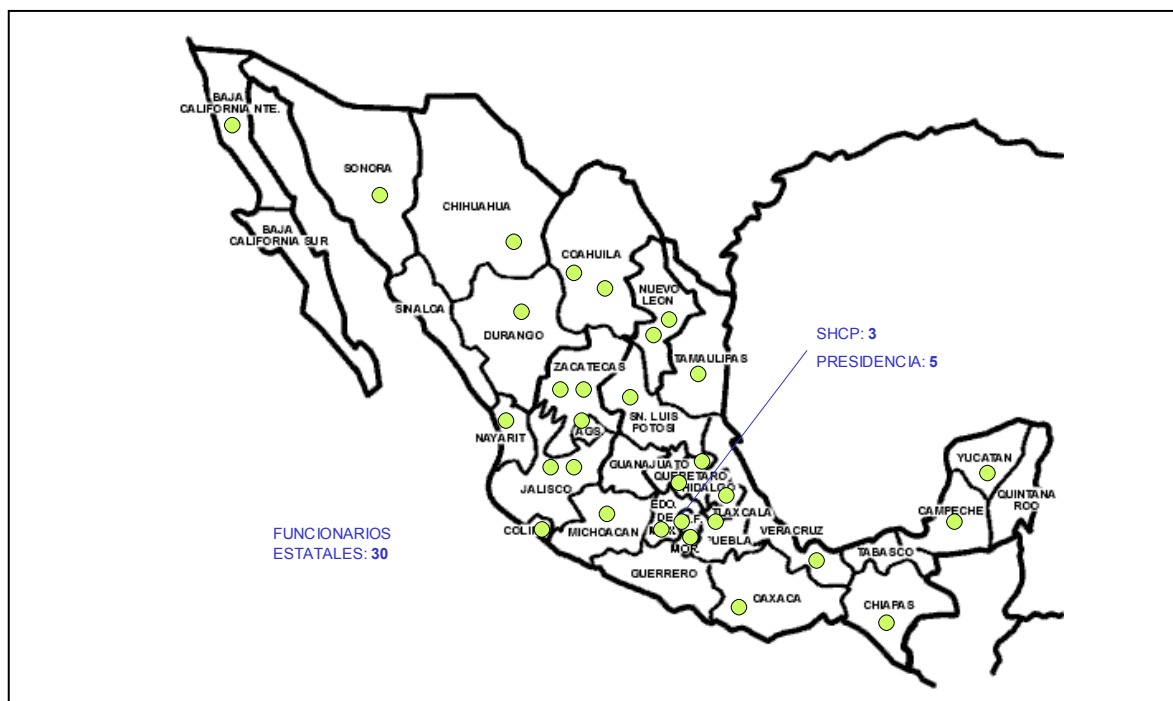 BAJA
CALIFORNIA NTE.
SONORA
CHIHUAHUA
BAJA
CALIFORNIA SUR
COAHUILA
NUEVO
LEON
SINALOA
DURANGO
SHCP: 3
PRESIDENCIA: 5
TAMAULIPAS
ZACATECAS
SN. LUIS
POTOSI
AGS.
NAYARIT
GUANAJUATO
QUERETARO
HIDALGO
YUCATAN
QUINTANA
ROO
JALISCO
EDO.
DE
TLAXCALA
CAMPECHE
FUNCIONARIOS
ESTATALES: 30
MICHOACAN
PUEBLA
VERACRUZ
MOR.
TABASCO
GUERRERO
OAXACA
CHIAPAS